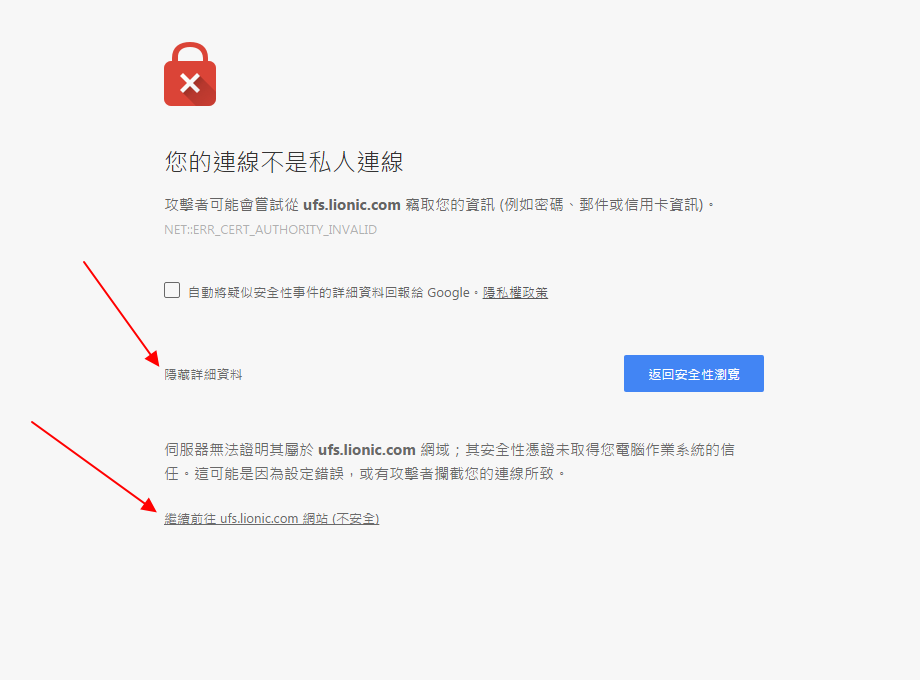 您的連線不是私人連線
攻擊者可能會嘗試從 ufs.lionic.com 竊取您的資訊 (例如密碼、郵件或信用卡資訊)。
NET::ERR_CERT_AUTHORITY_INVALID
自動將疑似安全性事件的詳細資料回報給 Google。隱私權政策
隱藏詳細資料
返回安全性瀏覽
伺服器無法證明其屬於 ufs.lionic.com 網域；其安全性憑證未取得您電腦作業系統的信
任。這可能是因為設定錯誤，或有攻擊者攔截您的連線所致。
繼續前往 ufs.lionic.com 網站 (不安全)